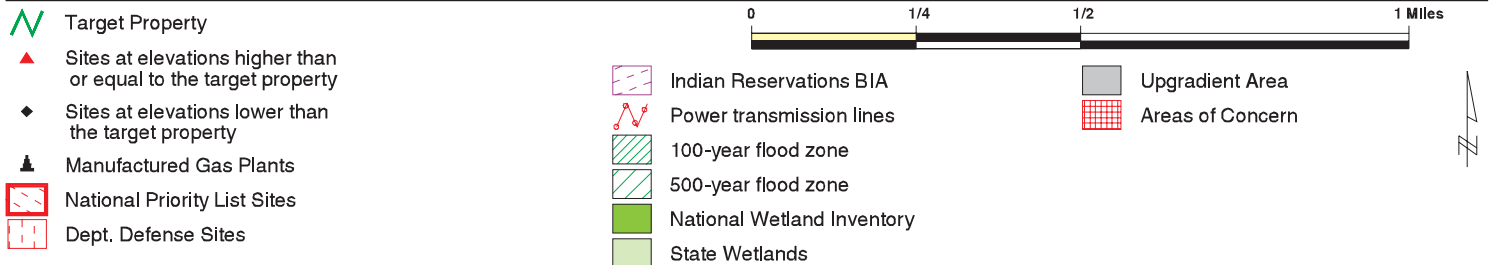 Target Property
Sites at elevations higher than
or equal to the target property
Sites at elevations lower than
the target property
Manufactured Gas Plants
National Priority List Sites
Dept. Defense Sites
0 1/4 1/2 1 Miles
Indian Reservations BIA
Power transmission lines
100-year flood zone
500-year flood zone
National Wetland Inventory
State Wetlands
Upgradient Area
Areas of Concern